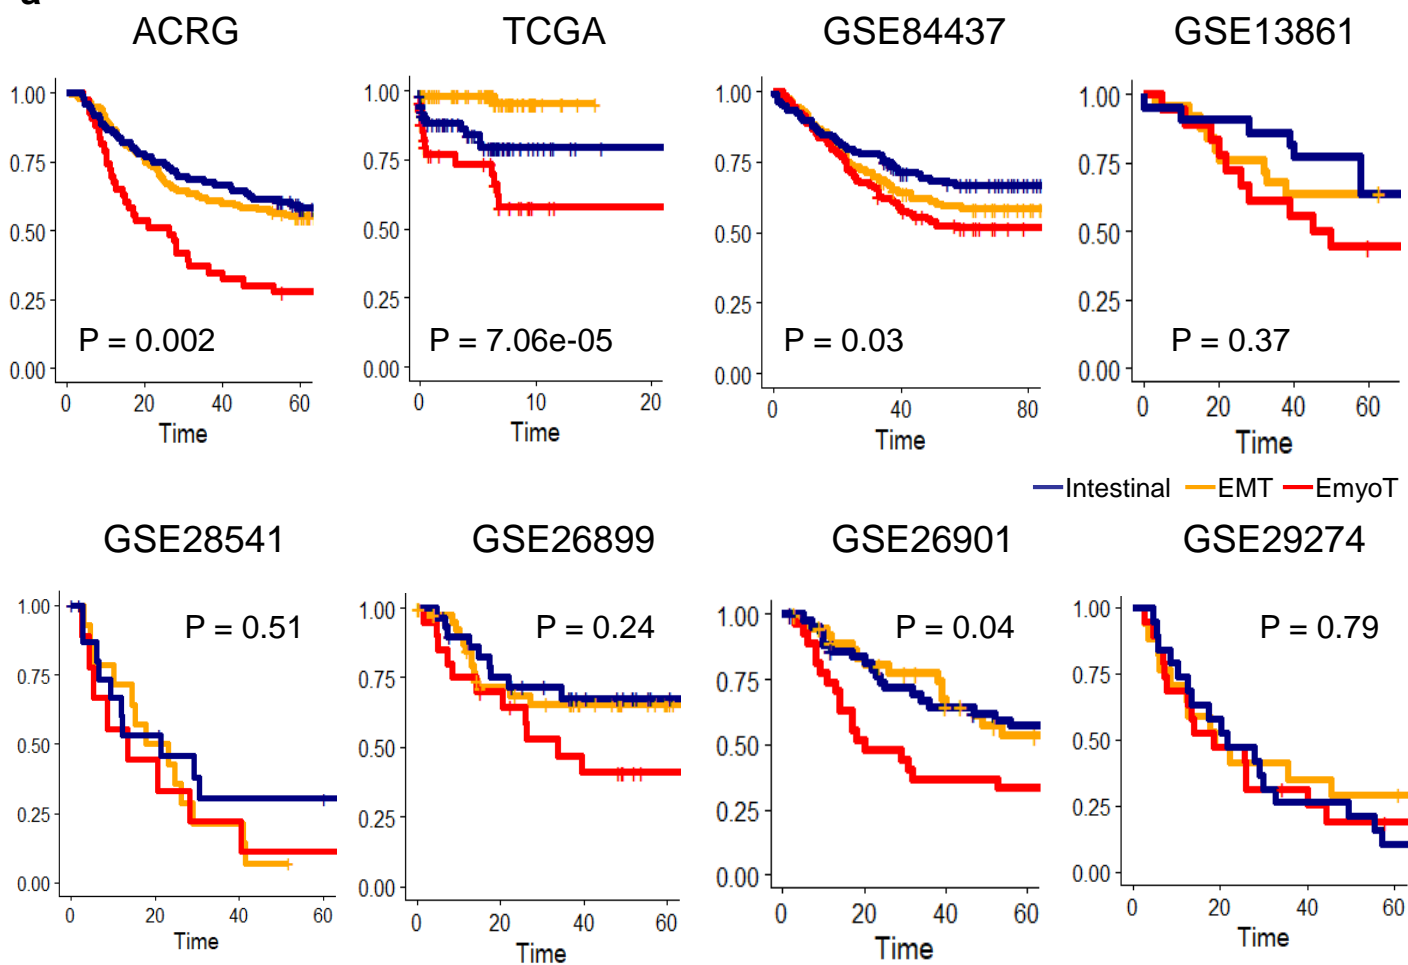 a
ACRG TCGA GSE84437 GSE13861
1.00 1.00 1.00 1.00
0.75 0.75 0.75 0.75
0.50 0.50 0.50 0.50
0.25 0.25 0.25 0.25
P = 0.002 P = 7.06e-05 P = 0.03 P = 0.37
0.00 0.00 0.00 0.00
0 20 40 60 0 10 20 0 40 80 0 20 40 60
Time Time Time Time
Intestinal EMT EmyoT
GSE28541 GSE26899 GSE26901 GSE29274
1.00 1.00 1.00 1.00
P = 0.51 P = 0.24 P = 0.04 P = 0.79
0.75 0.75 0.75 0.75
0.50 0.50 0.50 0.50
0.25 0.25 0.25 0.25
0.00 0.00 0.00 0.00
0 20 40 60 0 20 40 60 0 20 40 60 0 20 40 60
Time Time Time Time